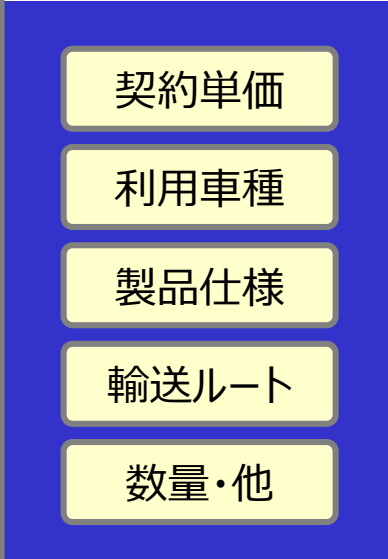 契約単価
利用車種
製品仕様
輸送ルート
数量・他